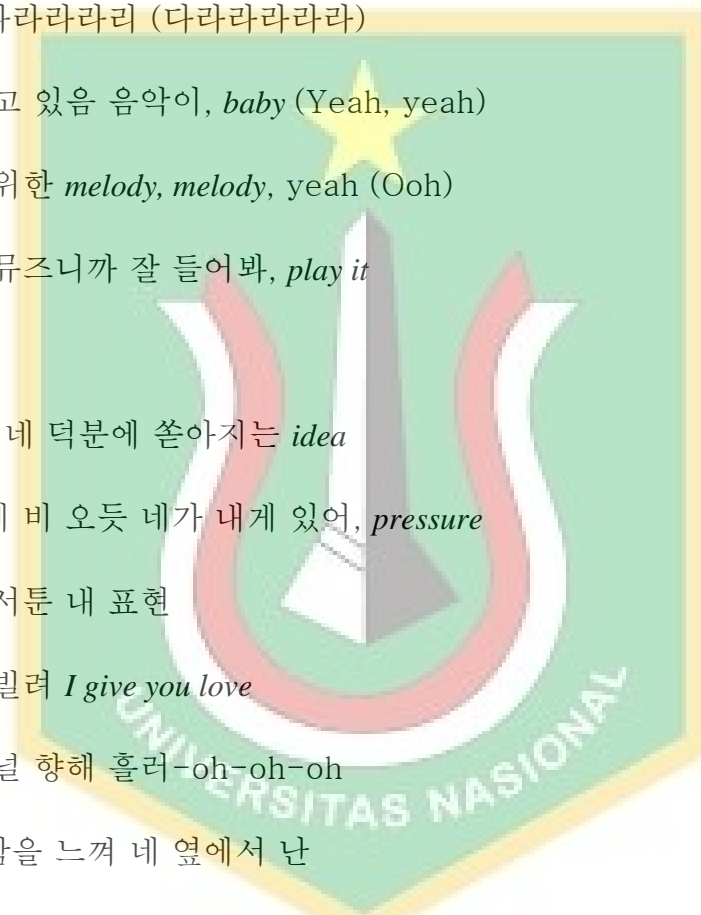 라라라라리 (다라라라라라)
고 있음 음악이, baby (Yeah, yeah)
위한 melody, melody, yeah (Ooh)
뮤즈니까 잘 들어봐, play it
네 덕분에 쏟아지는 idea
비 오듯 네가 내게 있어, pressure
서툰 내 표현
빌려 I give you love
널 향해 흘러-oh-oh-oh
을 느껴 네 옆에서 난
UNIVERSITAS NASIONAL